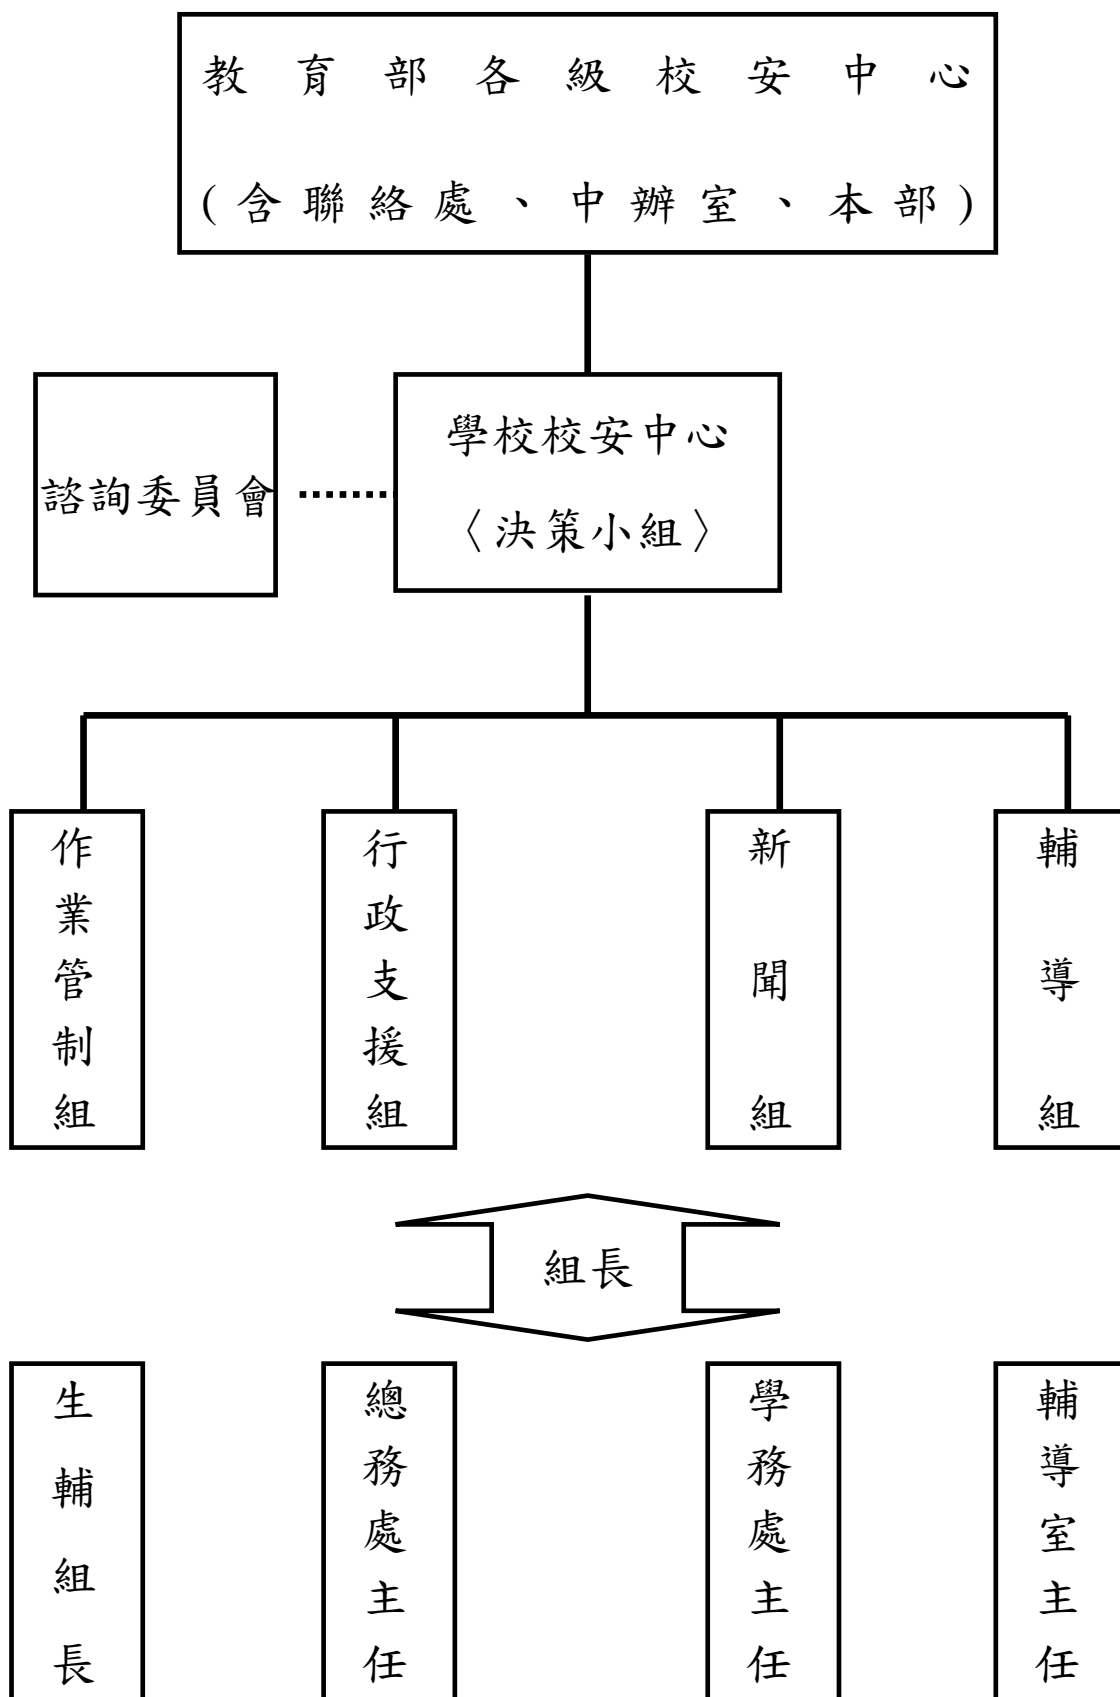 教育部各級校安中心
(含聯絡處、中辦室、本部)
諮詢委員會
學校校安中心
〈決策小組〉
作業管制組
行政支援組
新聞組
輔導組
組長
生輔組長
總務處主任
學務處主任
輔導室主任